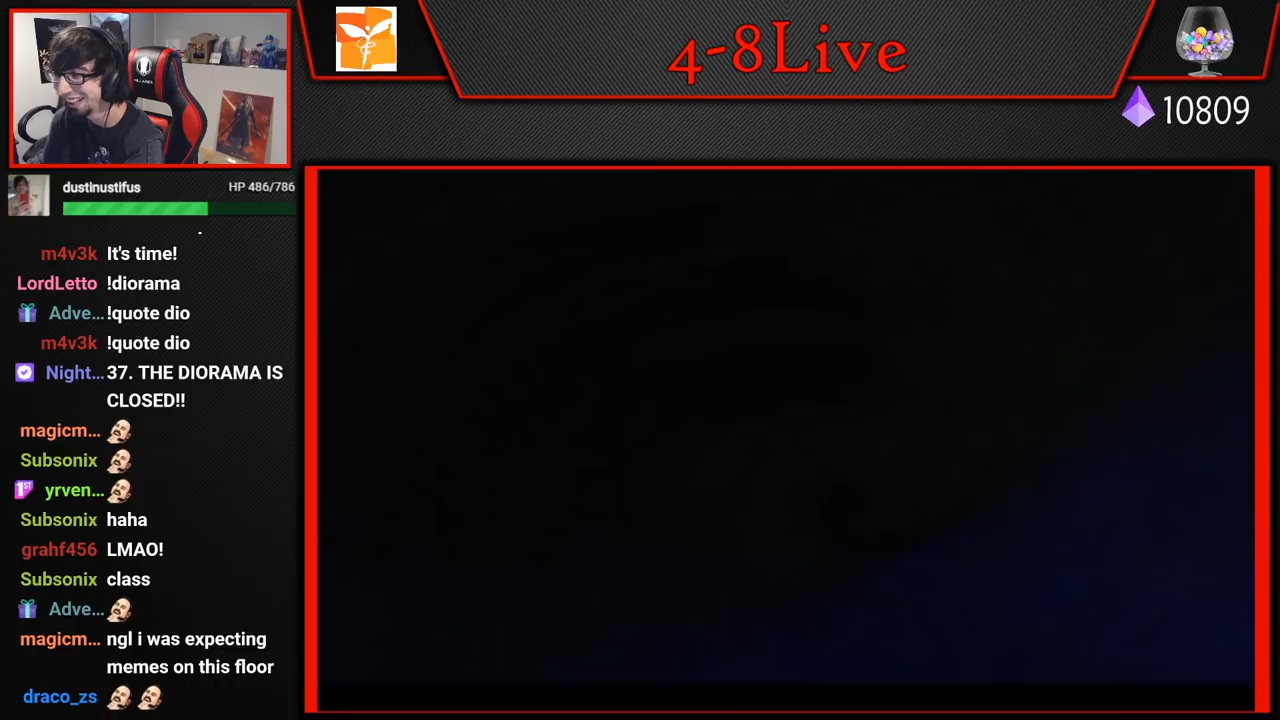 4-8Live
10809
dustinustifus HP 486/786
m4v3k It's time!
LordLetto !diorama
Adve… !quote dio
m4v3k !quote dio
Night… 37. THE DIORAMA IS
CLOSED!!
magicm…
Subsonix
yrven…
Subsonix haha
grahf456 LMAO!
Subsonix class
Adve…
magicm… ngl i was expecting
memes on this floor
draco_zs